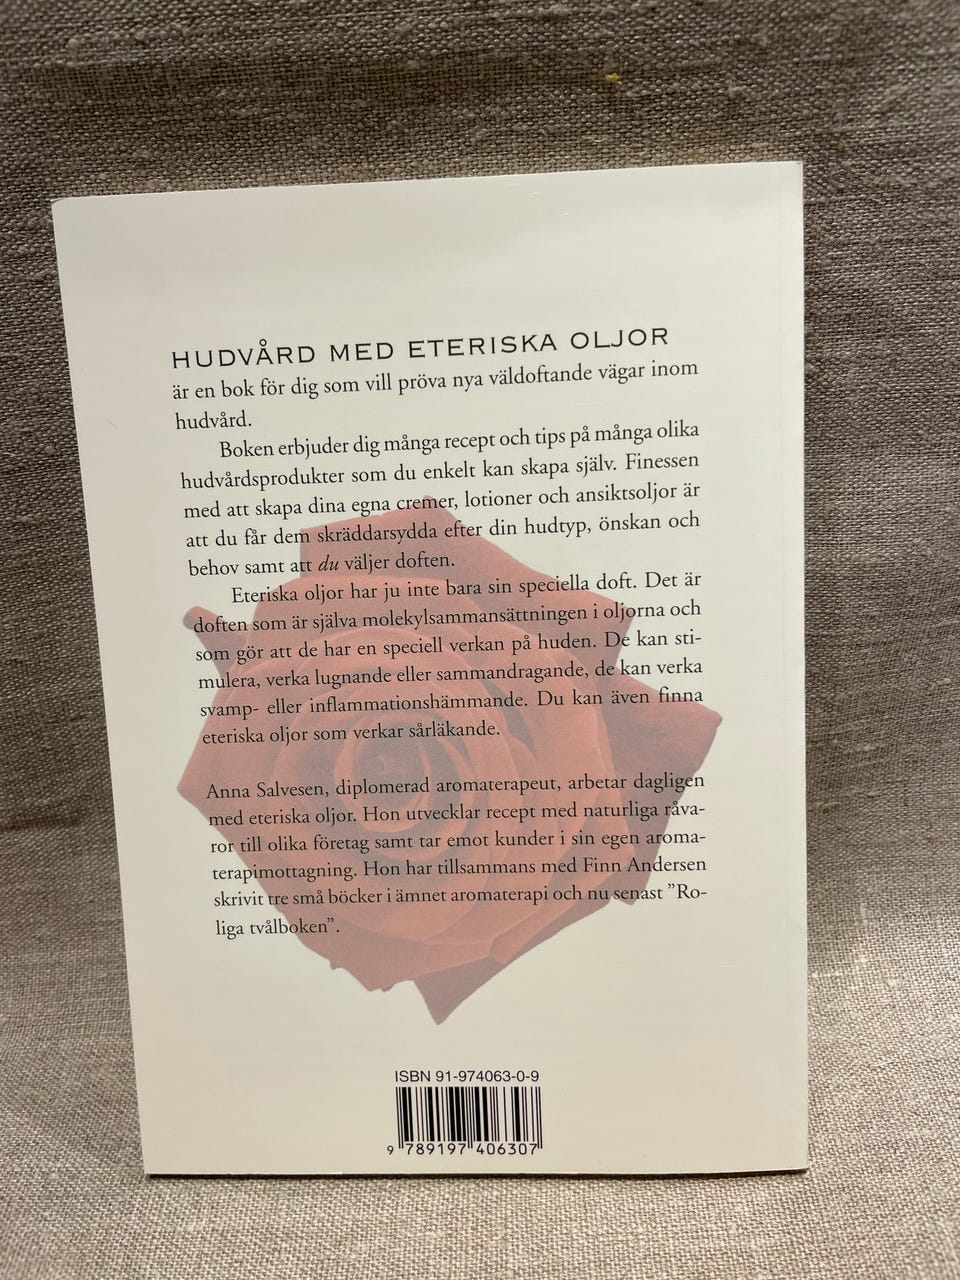 HUDVÅRD MED ETERISKA OLJOR
är en bok för dig som vill pröva nya väldoftande vägar inom
hudvård.
Boken erbjuder dig många recept och tips på många olika
hudvårdsprodukter som du enkelt kan skapa själv. Finessen
med att skapa dina egna cremer, lotioner och ansiktsoljor är
att du får dem skräddarsydda efter din hudtyp, önskan och
behov samt att du väljer doften.
Eteriska oljor har ju inte bara sin speciella doft. Det är
doften som är själva molekylsammansättningen i oljorna och
som gör att de har en speciell verkan på huden. De kan sti-
mulera, verka lugnande eller sammandragande, de kan verka
svamp- eller inflammationshämmande. Du kan även finna
eteriska oljor som verkar sårläkande.
Anna Salvesen, diplomerad aromaterapeut, arbetar dagligen
med eteriska oljor. Hon utvecklar recept med naturliga råva-
ror till olika företag samt tar emot kunder i sin egen aroma-
terapimottagning. Hon har tillsammans med Finn Andersen
skrivit tre små böcker i ämnet aromaterapi och nu senast ”Ro-
liga tvålboken”.
ISBN 91-974063-0-9
9 789197 406307